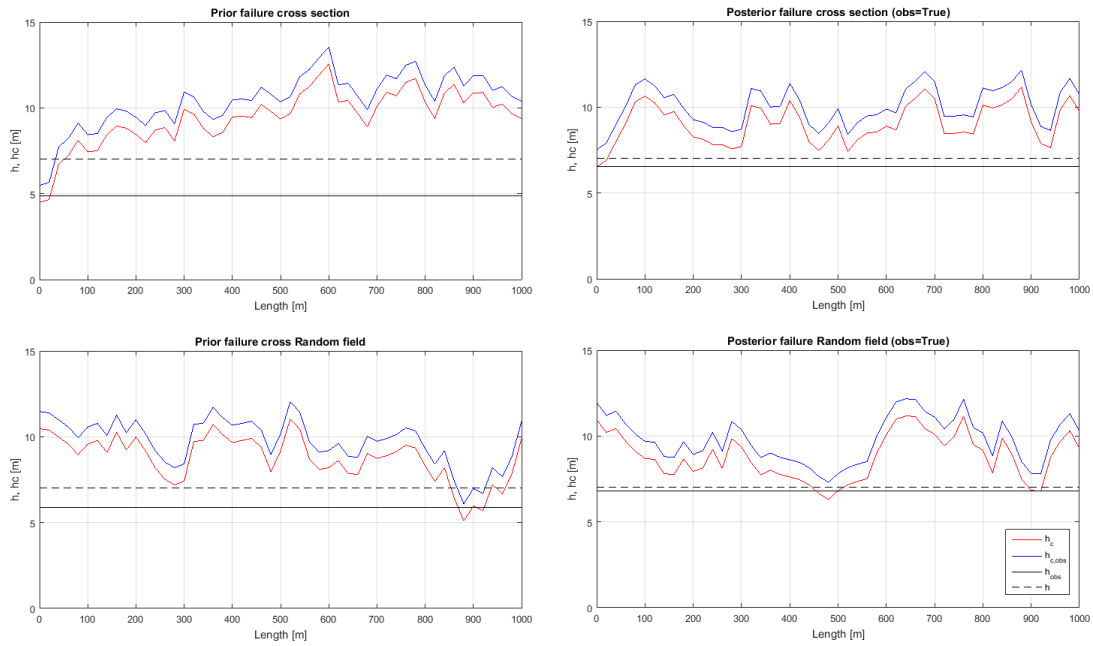 Prior failure cross section
15
10
5
0
h, hc [m]
0 100 200 300 400 500 600 700 800 900 1000
Length [m]
Posterior failure cross section (obs=True)
15
10
5
0
h, hc [m]
0 100 200 300 400 500 600 700 800 900 1000
Length [m]
Prior failure cross Random field
15
10
5
0
h, hc [m]
0 100 200 300 400 500 600 700 800 900 1000
Length [m]
Posterior failure Random field (obs=True)
15
10
5
0
h, hc [m]
0 100 200 300 400 500 600 700 800 900 1000
Length [m]
h_c
h_c,obs
h_obs
h